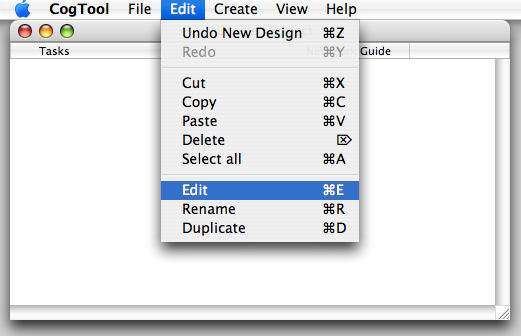 CogTool File Edit Create View Help
Tasks Guide
Undo New Design ⌘Z
Redo ⌘Y
Cut ⌘X
Copy ⌘C
Paste ⌘V
Delete ⌦
Select all ⌘A
Edit ⌘E
Rename ⌘R
Duplicate ⌘D